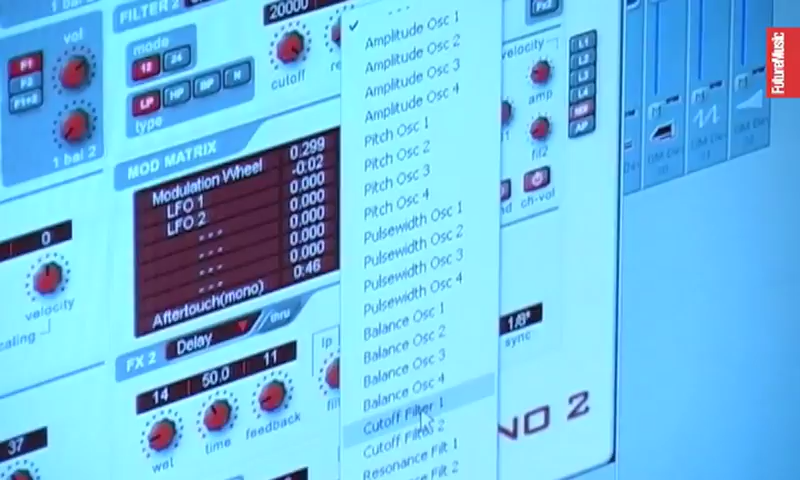 vol
F1
F2
F1+2
1 bal 2
FILTER 2
20000
mode
12
24
LP
HP
BP
N
type
cutoff
MOD MATRIX
0.299
Modulation Wheel -0.02
LFO 1 0.000
LFO 2 0.000
--- 0.000
--- 0.000
--- 0.000
Aftertouch(mono) 0:46
0
velocity
FX 2
Delay
thru
14
50.0
11
wet
time
feedback
37
---
Amplitude Osc 1
Amplitude Osc 2
Amplitude Osc 3
Amplitude Osc 4
Pitch Osc 1
Pitch Osc 2
Pitch Osc 3
Pitch Osc 4
Pulsewidth Osc 1
Pulsewidth Osc 2
Pulsewidth Osc 3
Pulsewidth Osc 4
Balance Osc 1
Balance Osc 2
Balance Osc 3
Balance Osc 4
Cutoff Filter 1
Cutoff Filter 2
Resonance Filt 1
Resonance Filt 2
velocity
amp
filt2
ch-vol
L1
L2
L3
L4
AP
1/8*
sync
NO 2
FutureMusic